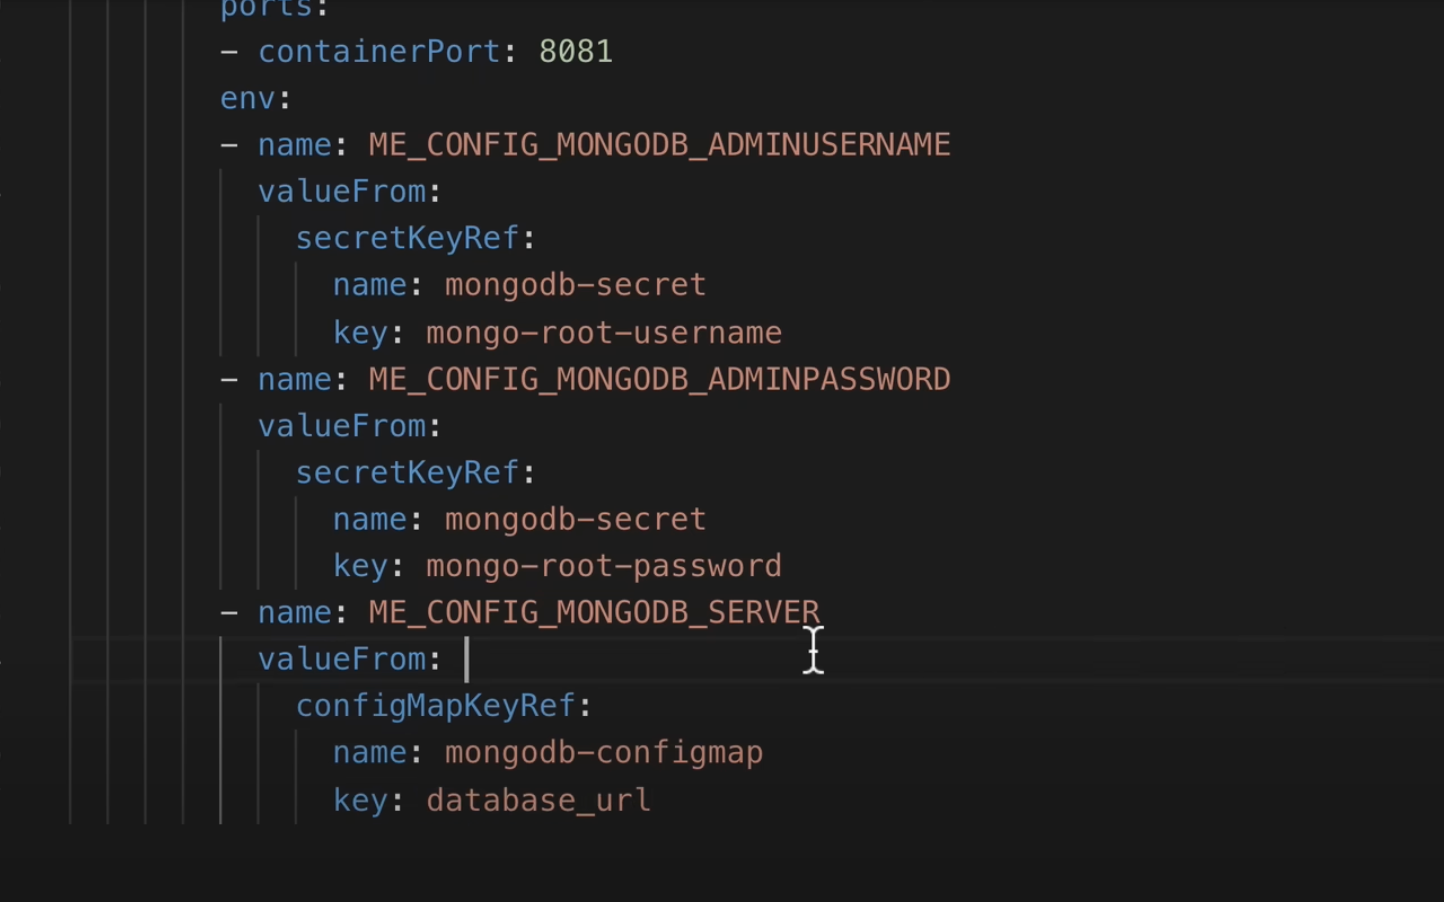 ports:
- containerPort: 8081
env:
- name: ME_CONFIG_MONGODB_ADMINUSERNAME
valueFrom:
secretKeyRef:
name: mongodb-secret
key: mongo-root-username
- name: ME_CONFIG_MONGODB_ADMINPASSWORD
valueFrom:
secretKeyRef:
name: mongodb-secret
key: mongo-root-password
- name: ME_CONFIG_MONGODB_SERVER
valueFrom:
configMapKeyRef:
name: mongodb-configmap
key: database_url